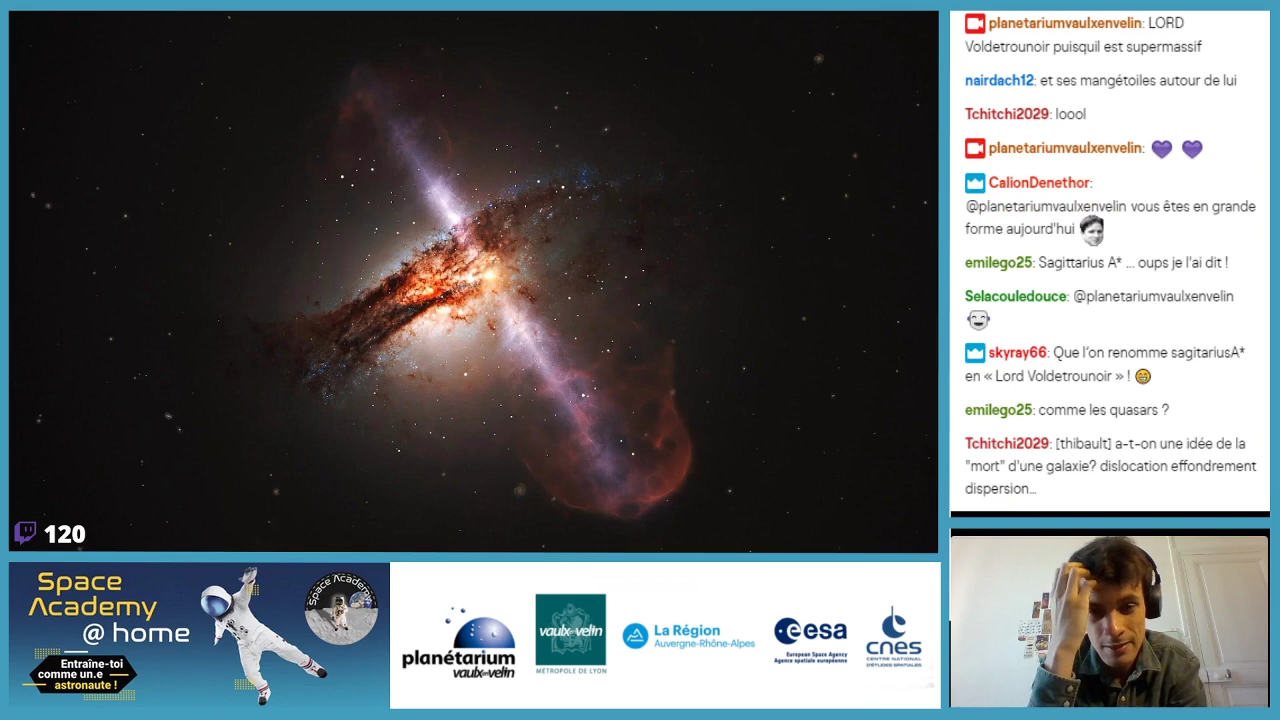 planetariumvaulxenvelin: LORD
Voldetrounoir puisquil est supermassif
nairdach12: et ses mangétoiles autour de lui
Tchitchi2029: loool
planetariumvaulxenvelin: 💜 💜
CalionDenethor:
@planetariumvaulxenvelin vous êtes en grande
forme aujourd'hui
emilego25: Sagittarius A* ... oups je l'ai dit !
Selacouledouce: @planetariumvaulxenvelin
skyray66: Que l'on renomme sagitariusA*
en « Lord Voldetrounoir » ! 😁
emilego25: comme les quasars ?
Tchitchi2029: [thibault] a-t-on une idée de la
"mort" d'une galaxie? dislocation effondrement
dispersion...
120
Space
Academy
@ home
Entraîne-toi
comme un.e
astronaute !
Space Academy
planétarium
vaulx en velin
vaulx en velin
MÉTROPOLE DE LYON
La Région
Auvergne-Rhône-Alpes
esa
European Space Agency
Agence spatiale européenne
cnes
CENTRE NATIONAL
D'ÉTUDES SPATIALES